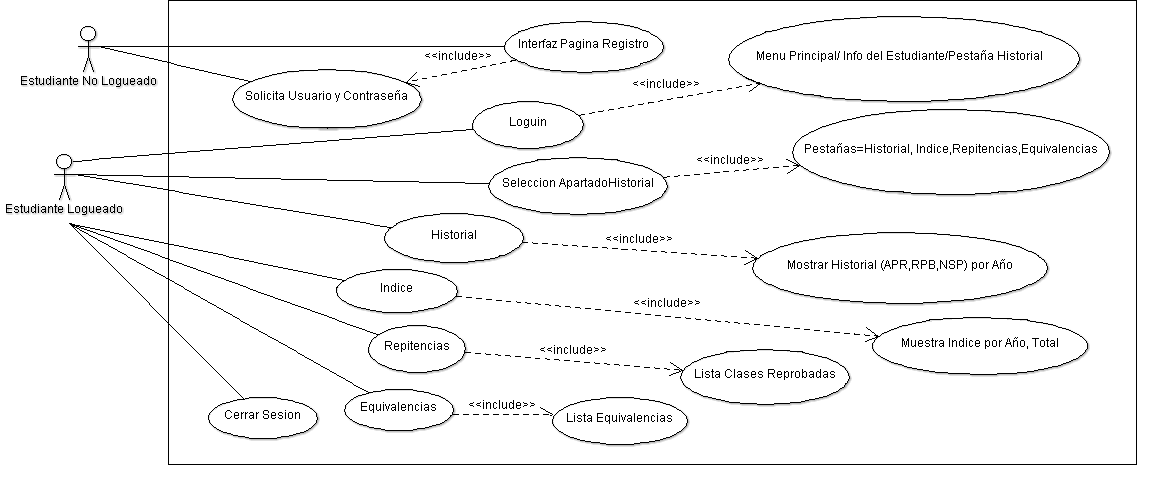 Interfaz Pagina Registro
<<include>>
Estudiante No Logueado
Solicita Usuario y Contraseña
Menu Principal/ Info del Estudiante/Pestaña Historial
<<include>>
Loguin
Pestañas=Historial, Indice,Repitencias,Equivalencias
<<include>>
Seleccion ApartadoHistorial
Estudiante Logueado
Historial
<<include>>
Mostrar Historial (APR,RPB,NSP) por Año
Indice
<<include>>
Muestra Indice por Año, Total
Repitencias
<<include>>
Lista Clases Reprobadas
Equivalencias
<<include>>
Lista Equivalencias
Cerrar Sesion